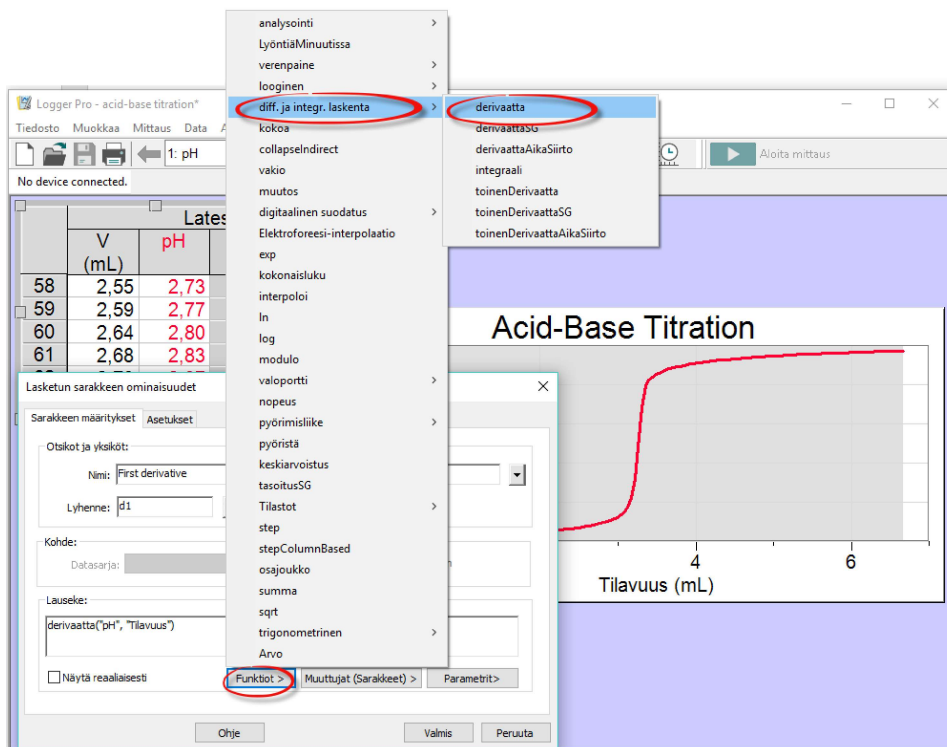 analysointi >
LyöntiäMinuutissa
verenpaine >
looginen >
diff. ja integr. laskenta >
kokoa
collapseIndirect
vakio
muutos
digitaalinen suodatus >
Elektroforeesi-interpolaatio
exp
kokonaisluku
interpoloi
ln
log
modulo
valoportti >
nopeus
pyörimisliike >
pyöristä
keskiarvoistus
tasoitusSG
Tilastot >
step
stepColumnBased
osajoukko
summa
sqrt
trigonometrinen >
Arvo
derivaatta
derivaattaSG
derivaattaAikaSiirto
integraali
toinenDerivaatta
toinenDerivaattaSG
toinenDerivaattaAikaSiirto
Logger Pro - acid-base titration*
Tiedosto Muokkaa Mittaus Data
1: pH
Aloita mittaus
No device connected.
Lates
V pH
(mL)
58 2,55 2,73
59 2,59 2,77
60 2,64 2,80
61 2,68 2,83
Acid-Base Titration
4 6
Tilavuus (mL)
Lasketun sarakkeen ominaisuudet
Sarakkeen määritykset Asetukset
Otsikot ja yksiköt:
Nimi: First derivative
Lyhenne: d1
Kohde:
Datasarja:
Lauseke:
derivaatta("pH", "Tilavuus")
Näytä reaaliaisesti
Funktiot > Muuttujat (Sarakkeet) > Parametrit>
Ohje Valmis Peruuta